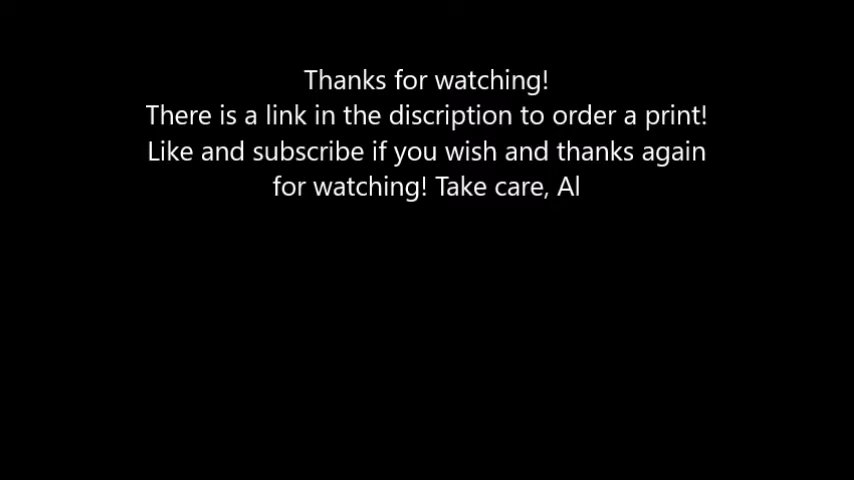 Thanks for watching!
There is a link in the discription to order a print!
Like and subscribe if you wish and thanks again
for watching! Take care, Al